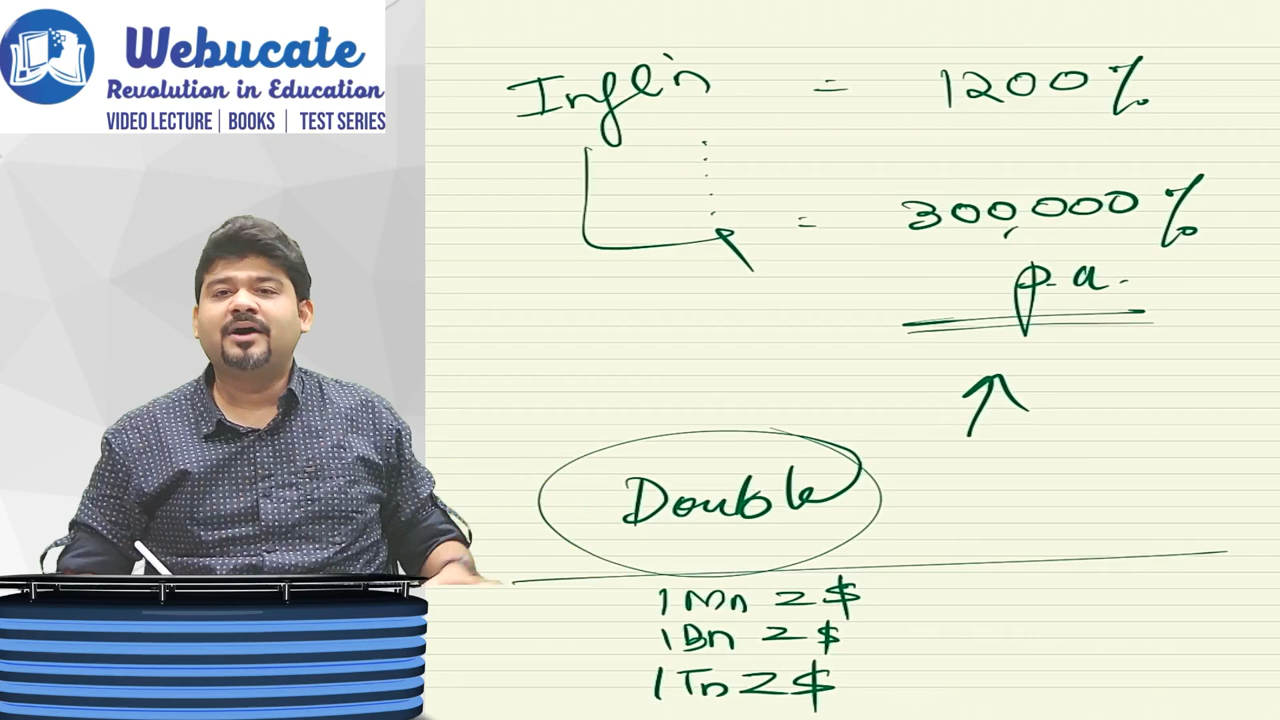 Webucate
Revolution in Education
VIDEO LECTURE | BOOKS | TEST SERIES
Infl'n = 1200%
= 300,000%
p.a.
Double
1 Mn Z$
1 Bn Z$
1 Tn Z$